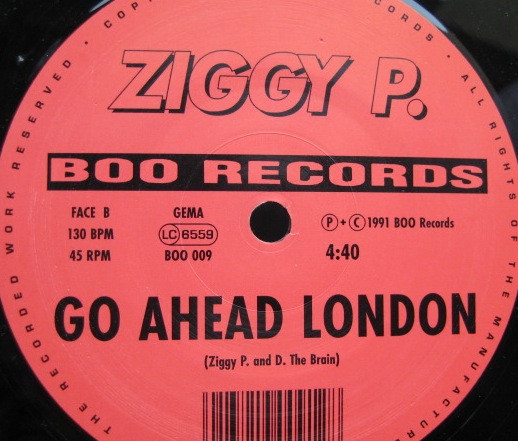 ZIGGY P.
BOO RECORDS
FACE B
130 BPM
45 RPM
GEMA
LC 6559
BOO 009
Ⓟ + Ⓒ 1991 BOO Records
4:40
GO AHEAD LONDON
(Ziggy P. and D. The Brain)
ALL RIGHTS OF THE MANUFACTURE
THE RECORDED WORK RESERVED